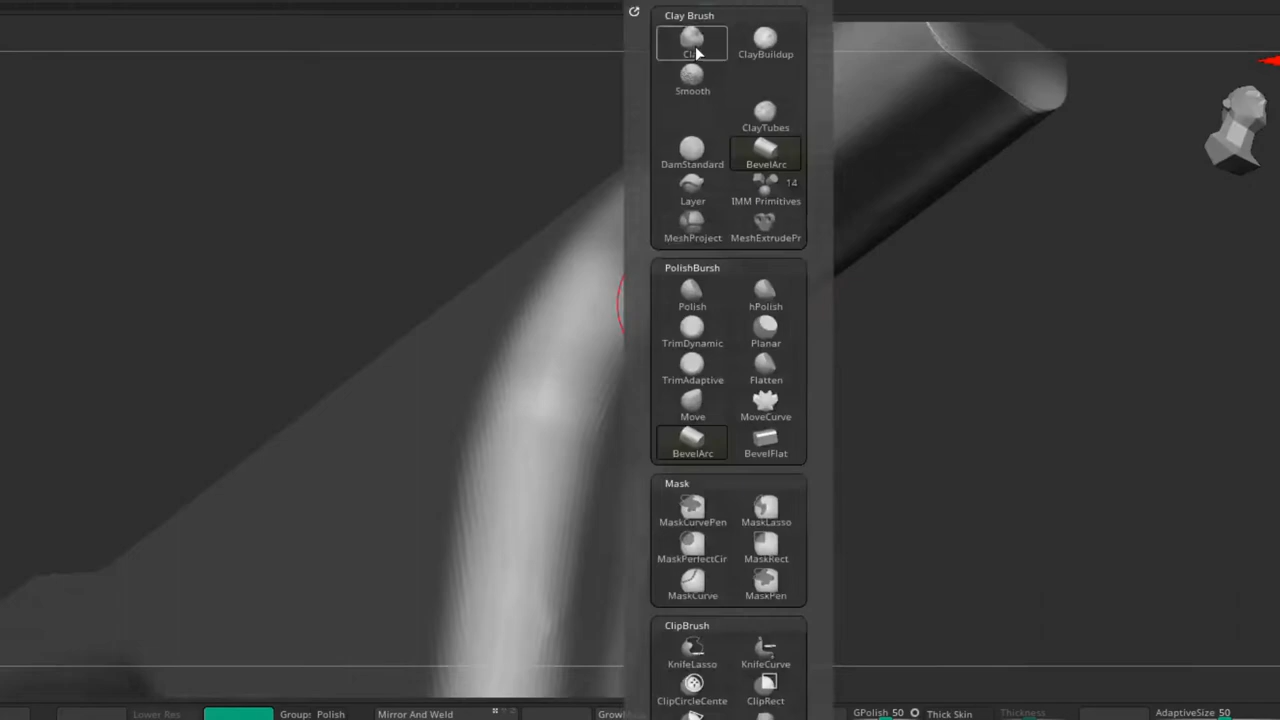 Clay Brush
Clay
ClayBuildup
Smooth
ClayTubes
DamStandard
BevelArc
Layer
14
IMM Primitives
MeshProject
MeshExtrudePr
PolishBursh
Polish
hPolish
TrimDynamic
Planar
TrimAdaptive
Flatten
Move
MoveCurve
BevelArc
BevelFlat
Mask
MaskCurvePen
MaskLasso
MaskPerfectCir
MaskRect
MaskCurve
MaskPen
ClipBrush
KnifeLasso
KnifeCurve
ClipCircleCente
ClipRect
Lower Res
Groups
Polish
Mirror And Weld
Grow
GPolish 50
Thick Skin
Thickness
AdaptiveSize 50